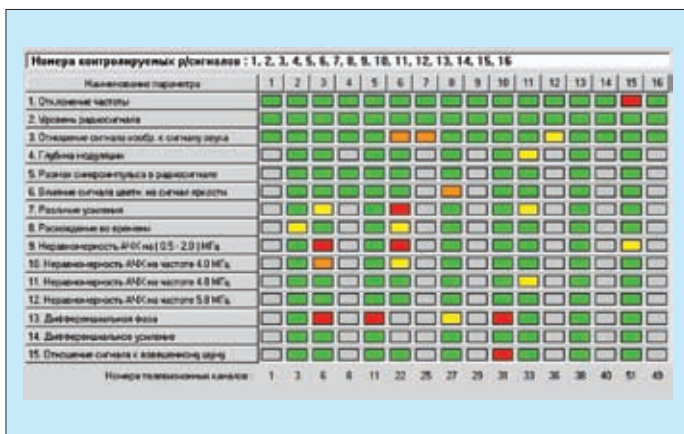 Номера контролируемых р/сигналов : 1, 2, 3, 4, 5, 6, 7, 8, 9, 10, 11, 12, 13, 14, 15, 16
Наименование параметра 1 2 3 4 5 6 7 8 9 10 11 12 13 14 15 16
1. Отклонение частоты
2. Уровень радиосигнала
3. Отношение сигнала изобр. к сигналу звука
4. Глубина модуляции
5. Размах синхроимпульса в радиосигнале
6. Влияние сигнала цветн. на сигнал яркости
7. Различие усиления
8. Расхождение во времени
9. Неравномерность АЧХ на ( 0.5 - 2.0 ) МГц
10. Неравномерность АЧХ на частоте 4.0 МГц
11. Неравномерность АЧХ на частоте 4.8 МГц
12. Неравномерность АЧХ на частоте 5.8 МГц
13. Дифференциальная фаза
14. Дифференциальное усиление
15. Отношение сигнала к взвешенному шуму
Номера телевизионных каналов : 1 3 6 8 11 22 25 27 29 31 33 36 38 40 51 49